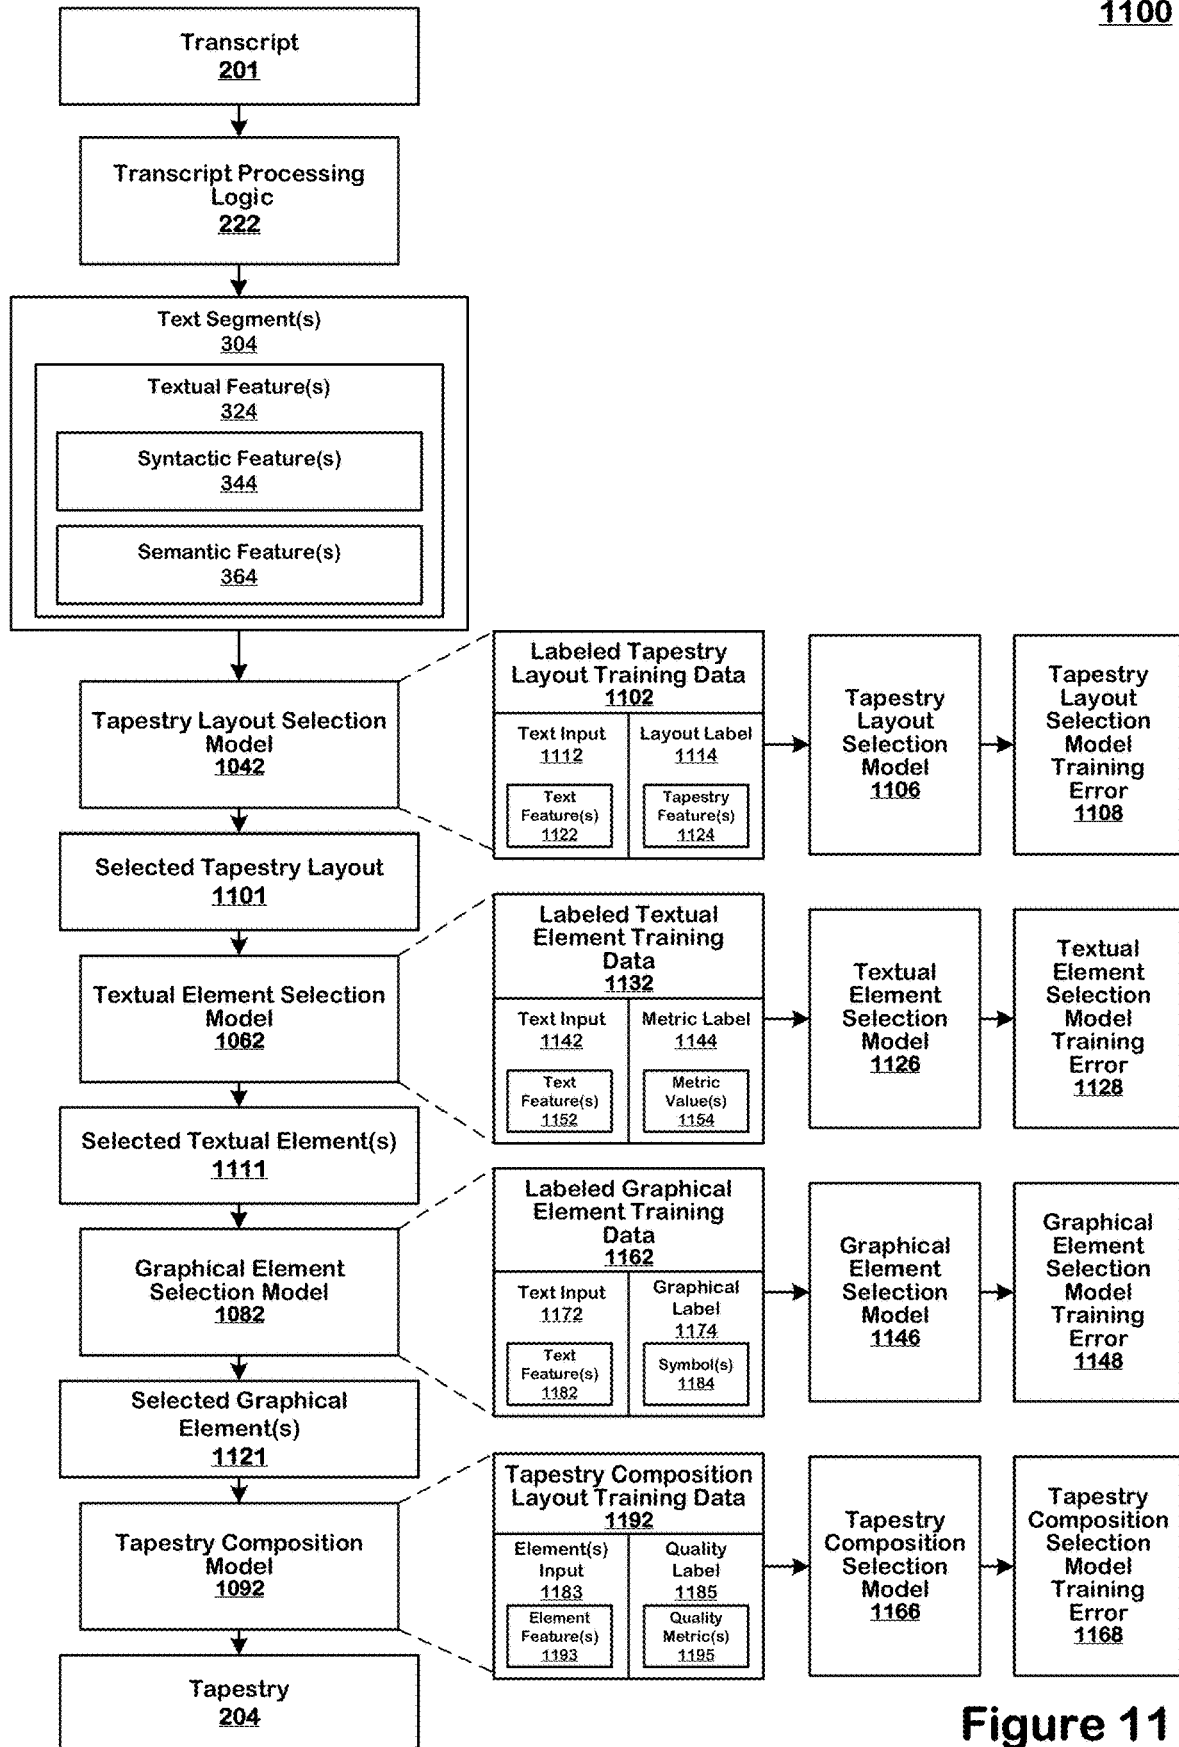 1100
Transcript
201
Transcript Processing
Logic
222
Text Segment(s)
304
Textual Feature(s)
324
Syntactic Feature(s)
344
Semantic Feature(s)
364
Tapestry Layout Selection
Model
1042
Labeled Tapestry
Layout Training Data
1102
Text Input
1112
Text
Feature(s)
1122
Layout Label
1114
Tapestry
Feature(s)
1124
Tapestry
Layout
Selection
Model
1106
Tapestry
Layout
Selection
Model
Training
Error
1108
Selected Tapestry Layout
1101
Textual Element Selection
Model
1062
Labeled Textual
Element Training
Data
1132
Text Input
1142
Text
Feature(s)
1152
Metric Label
1144
Metric
Value(s)
1154
Textual
Element
Selection
Model
1126
Textual
Element
Selection
Model
Training
Error
1128
Selected Textual Element(s)
1111
Graphical Element
Selection Model
1082
Labeled Graphical
Element Training
Data
1162
Text Input
1172
Text
Feature(s)
1182
Graphical
Label
1174
Symbol(s)
1184
Graphical
Element
Selection
Model
1146
Graphical
Element
Selection
Model
Training
Error
1148
Selected Graphical
Element(s)
1121
Tapestry Composition
Model
1092
Tapestry Composition
Layout Training Data
1192
Element(s)
Input
1183
Element
Feature(s)
1193
Quality
Label
1185
Quality
Metric(s)
1195
Tapestry
Composition
Selection
Model
1166
Tapestry
Composition
Selection
Model
Training
Error
1168
Tapestry
204
Figure 11